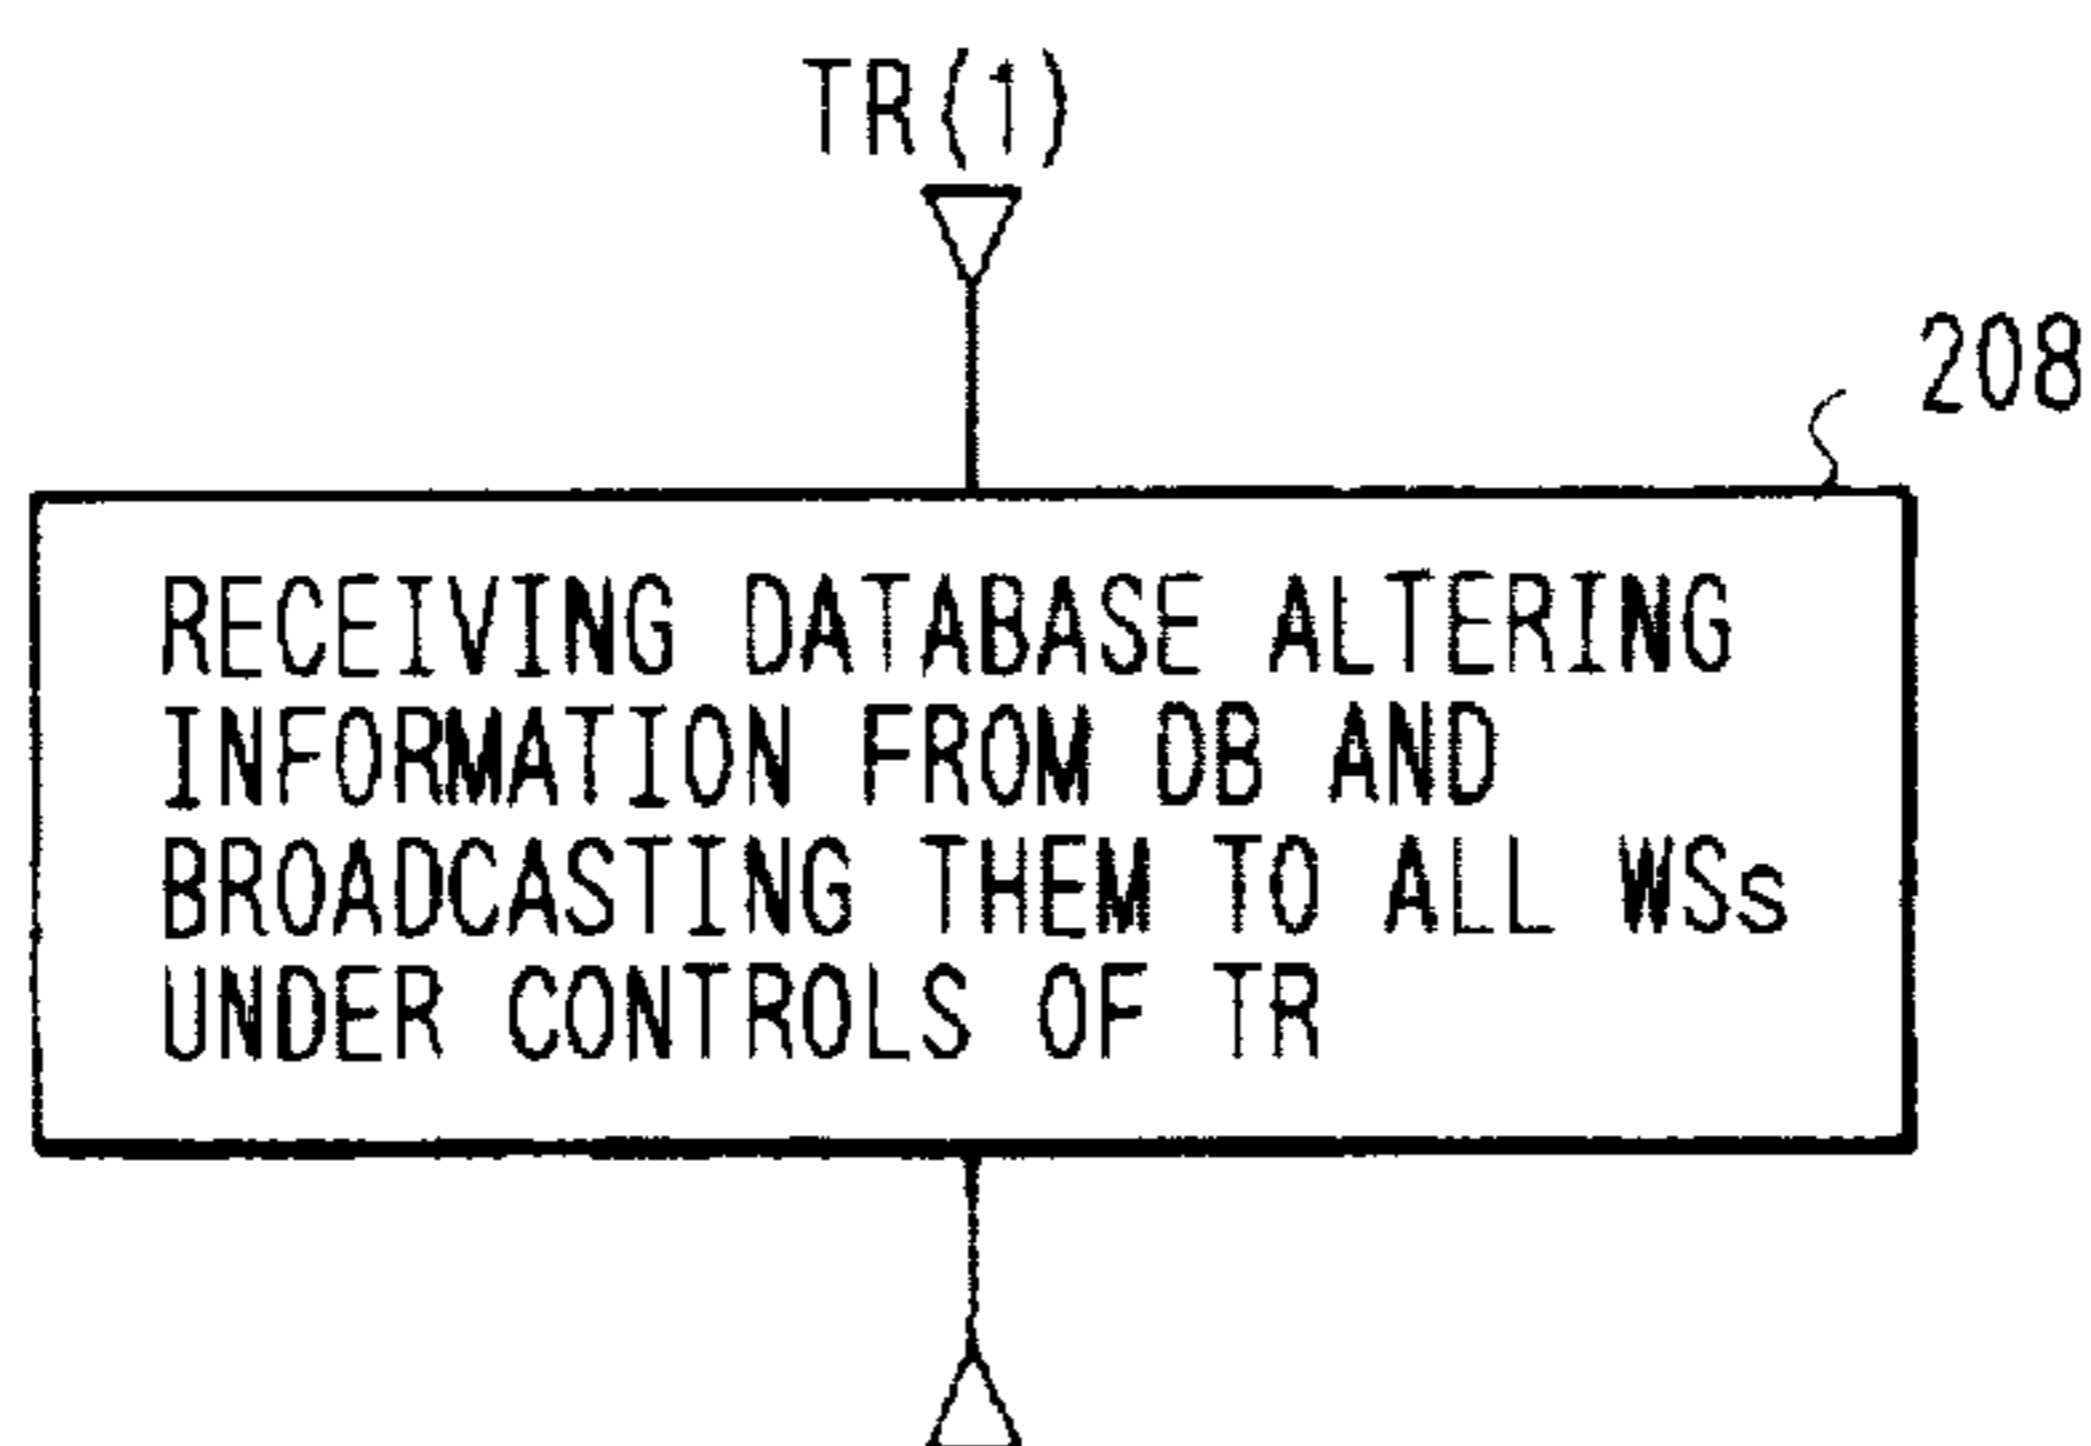 TR(1)
208
RECEIVING DATABASE ALTERING
INFORMATION FROM DB AND
BROADCASTING THEM TO ALL WSs
UNDER CONTROLS OF TR